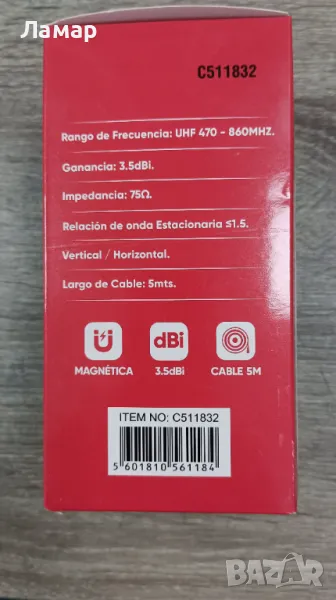 Ламар
C511832
Rango de Frecuencia: UHF 470 - 860MHZ.
Ganancia: 3.5dBi.
Impedancia: 75Ω.
Relación de onda Estacionaria ≤1.5.
Vertical / Horizontal.
Largo de Cable: 5mts.
dBi
MAGNÉTICA 3.5dBi CABLE 5M
ITEM NO: C511832
5 601810 561184
BAZAR